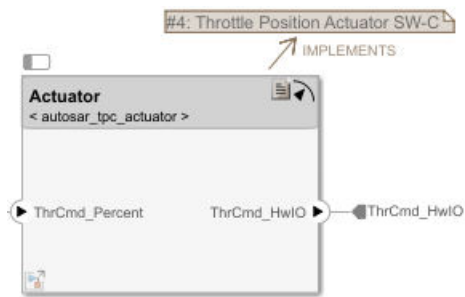 #4: Throttle Position Actuator SW-C
IMPLEMENTS
Actuator
< autosar_tpc_actuator >
ThrCmd_Percent
ThrCmd_HwIO
ThrCmd_HwIO